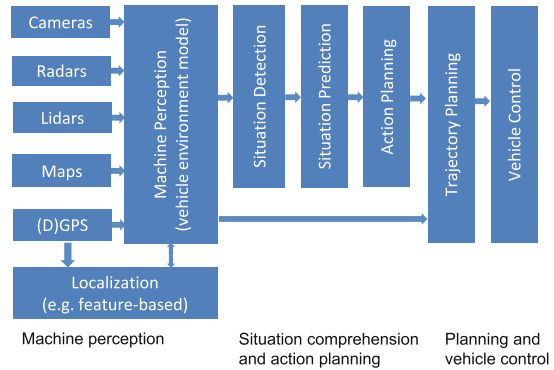 Cameras
Radars
Lidars
Maps
(D)GPS
Localization
(e.g. feature-based)
Machine Perception
(vehicle environment model)
Situation Detection
Situation Prediction
Action Planning
Trajectory Planning
Vehicle Control
Machine perception
Situation comprehension
and action planning
Planning and
vehicle control